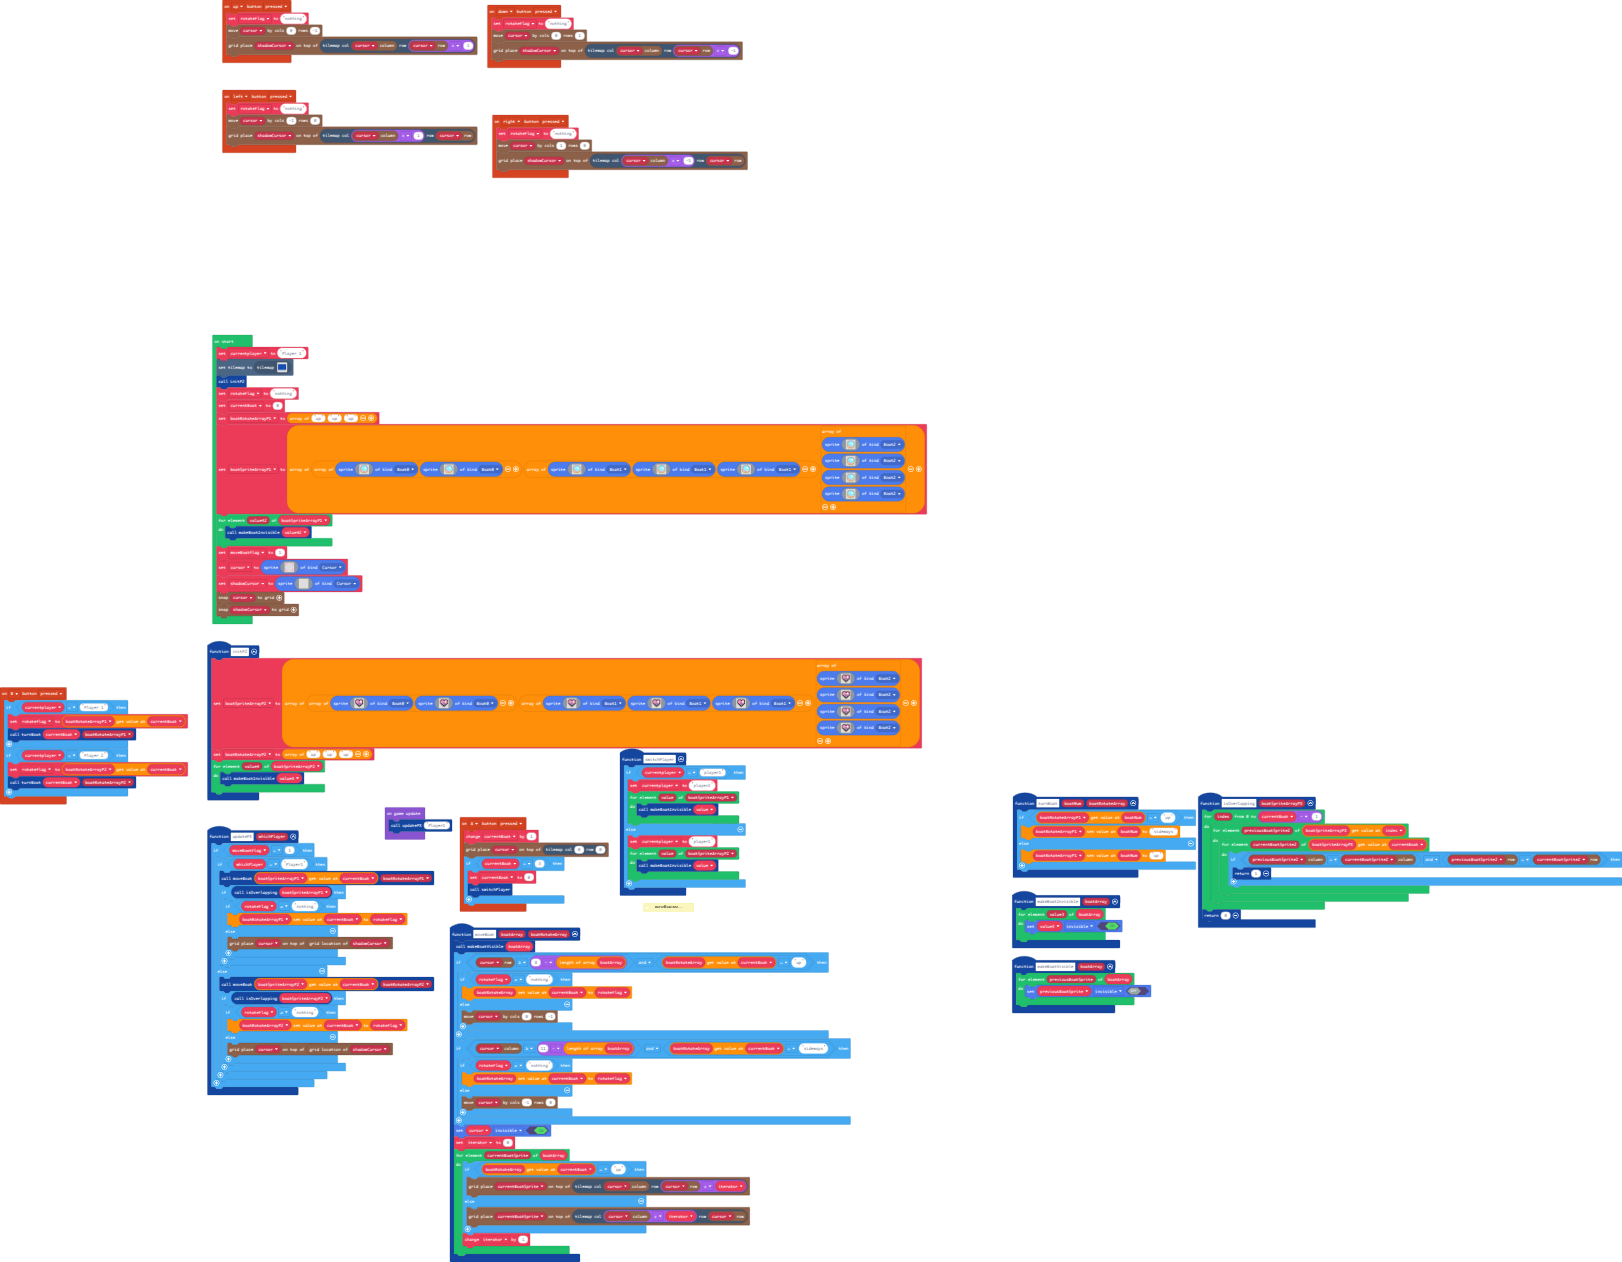 on up button pressed
set rotateFlag to "nothing"
move cursor by cols 0 rows -1
grid place shadowCursor on top of tilemap col cursor column row cursor row + 1
on down button pressed
set rotateFlag to "nothing"
move cursor by cols 0 rows 1
grid place shadowCursor on top of tilemap col cursor column row cursor row
on left button pressed
set rotateFlag to "nothing"
move cursor by cols -1 rows 0
grid place shadowCursor on top of tilemap col cursor column + 1 row cursor row
on right button pressed
set rotateFlag to "nothing"
move cursor by cols 1 rows 0
grid place shadowCursor on top of tilemap col cursor column row cursor row
on start
set currentplayer to
set tilemap to tilemap
call initP2
set rotateFlag to "nothing"
set currentBoat to 0
set boatRotateArrayP1 to array of up up up
array of
sprite of kind Boat2
sprite of kind Boat2
set boatSpriteArrayP1 to array of array of sprite of kind Boat0 sprite of kind Boat0 array of sprite of kind Boat1 sprite of kind Boat1 sprite of kind Boat1
sprite of kind Boat2
sprite of kind Boat2
for element value42 of boatSpriteArrayP1
do call makeBoatInvisible value42
set moveBoatFlag to 1
set cursor to sprite of kind Cursor
set shadowCursor to sprite of kind Cursor
snap cursor to grid
snap shadowCursor to grid
function initP2
array of
sprite of kind Boat2
sprite of kind Boat2
set boatSpriteArrayP2 to array of array of sprite of kind Boat0 sprite of kind Boat0 array of sprite of kind Boat1 sprite of kind Boat1 sprite of kind Boat1
sprite of kind Boat2
sprite of kind Boat2
set boatRotateArrayP2 to array of up up up
for element of boatSpriteArrayP2
do call makeBoatInvisible
on B button pressed
if currentplayer = then
set rotateFlag to get value at currentBoat
call turnBoat currentBoat boatRotateArrayP1
if currentplayer = then
set rotateFlag to boatRotateArrayP2 get value at currentBoat
call turnBoat currentBoat boatRotateArrayP2
function switchPlayer
if currentplayer = player1 then
set currentplayer to player2
for element value of boatSpriteArrayP1
do call makeBoatInvisible value
else
set currentplayer to player1
for element value of boatSpriteArrayP2
do call makeBoatInvisible value
on game update
call updatePX Player1
on A button pressed
change currentBoat by 1
grid place cursor on top of tilemap col 0 row 0
if currentBoat = 3 then
set currentBoat to 0
call switchPlayer
function updatePX whichPlayer
if moveBoatFlag = 1 then
if whichPlayer = Player1 then
call moveBoat boatSpriteArrayP1 get value at currentBoat boatRotateArrayP1
if call isOverlapping boatSpriteArrayP1 then
if rotateFlag = nothing then
boatRotateArrayP1 set value at currentBoat to rotateFlag
else
grid place cursor on top of grid location of shadowCursor
else
call moveBoat boatSpriteArrayP2 get value at currentBoat boatRotateArrayP2
if call isOverlapping boatSpriteArrayP2 then
if rotateFlag = nothing then
boatRotateArrayP2 set value at currentBoat to rotateFlag
else
grid place cursor on top of grid location of shadowCursor
function moveBoat boatArray boatRotateArray
call makeBoatVisible boatArray
if cursor row ≥ 8 - length of array boatArray and boatRotateArray get value at currentBoat = up then
if rotateFlag = nothing then
boatRotateArray set value at currentBoat to rotateFlag
else
move cursor by cols 0 rows -1
if cursor column ≥ 11 - length of array boatArray and boatRotateArray get value at currentBoat = sideways then
if rotateFlag = nothing then
boatRotateArray set value at currentBoat to rotateFlag
else
move cursor by cols -1 rows 0
set cursor invisible
set iterator to 0
for element currentBoatSprite of boatArray
do if boatRotateArray get value at currentBoat = up then
grid place currentBoatSprite on top of tilemap col cursor column row cursor row + iterator
else
grid place currentBoatSprite on top of tilemap col cursor column + iterator row cursor row
change iterator by 1
function turnBoat boatNum boatRotateArray
if boatRotateArrayP1 get value at boatNum = up then
boatRotateArrayP1 set value at boatNum to sideways
else
boatRotateArrayP1 set value at boatNum to up
function makeBoatInvisible boatArray
for element value3 of boatArray
do set value3 invisible
function makeBoatVisible boatArray
for element previousBoatSprite of boatArray
do set previousBoatSprite invisible
function isOverlapping boatSpriteArrayPX
for index from 0 to currentBoat - 1
do for element previousBoatSprite2 of boatSpriteArrayPX get value at index
do for element currentBoatSprite2 of boatSpriteArrayPX get value at currentBoat
do if previousBoatSprite2 column = currentBoatSprite2 column and previousBoatSprite2 row = currentBoatSprite2 row then
return 1
return 0